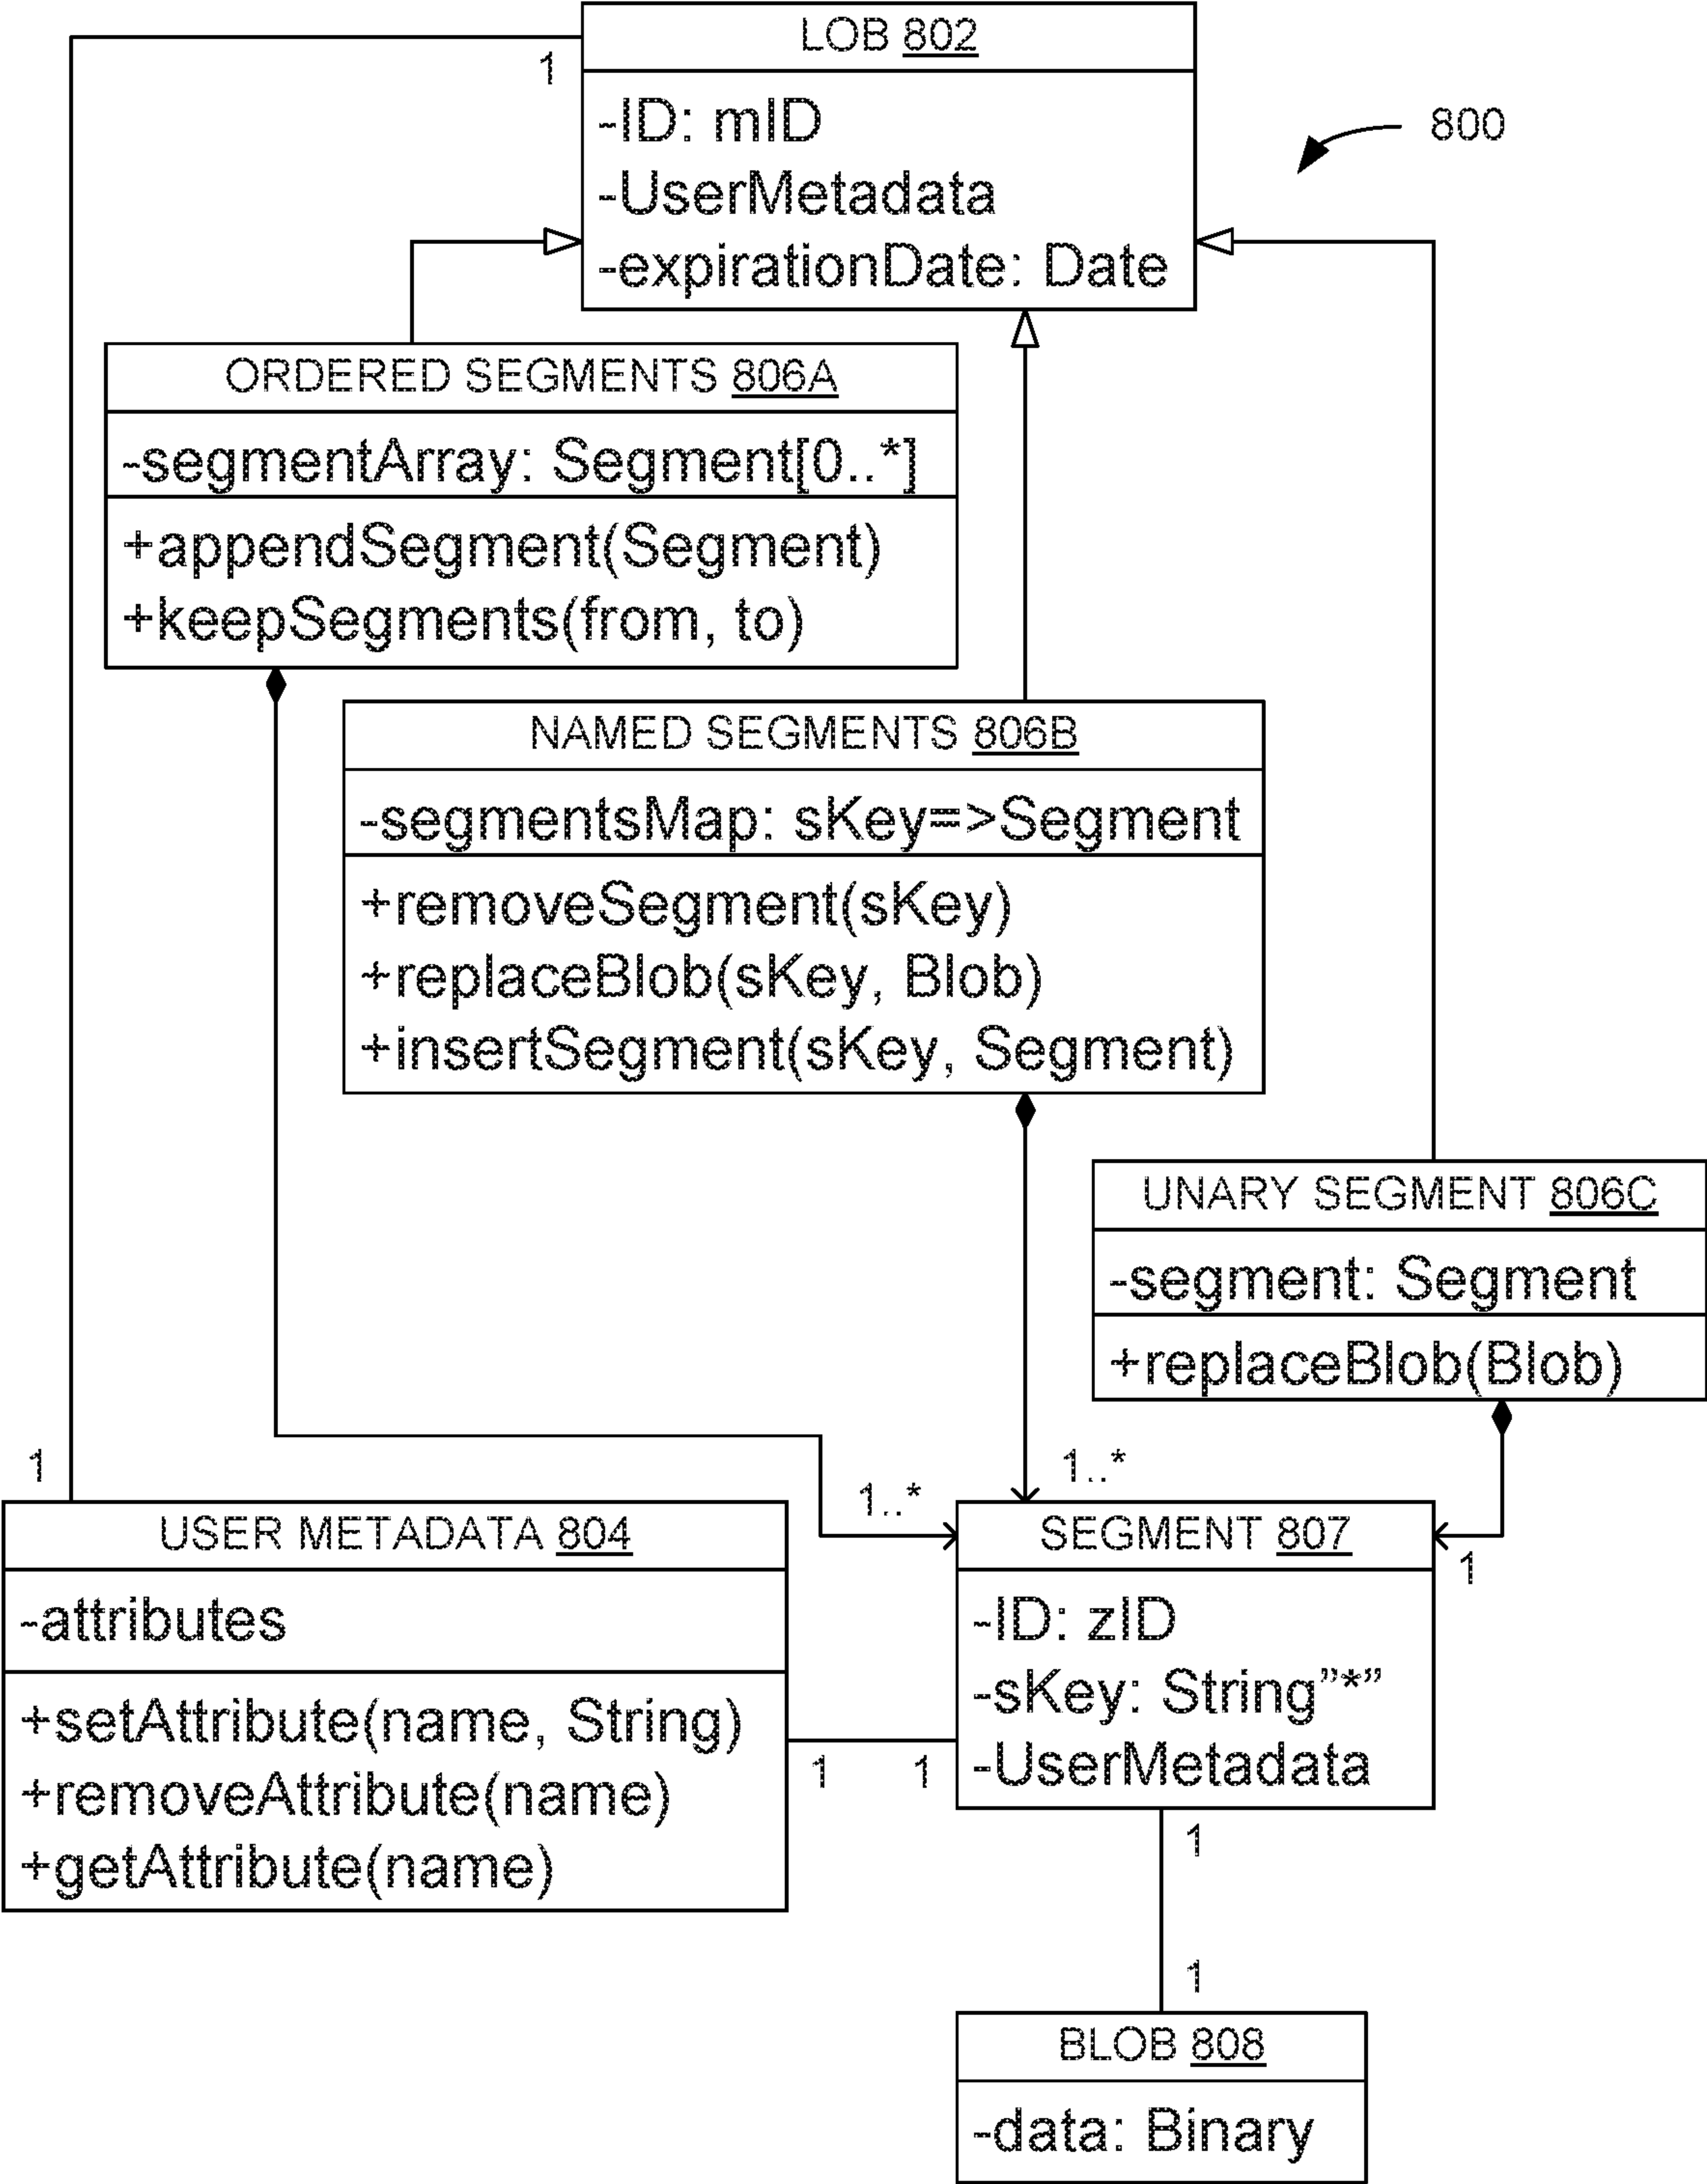 LOB 802
1
-ID: mID
-UserMetadata
-expirationDate: Date
800
ORDERED SEGMENTS 806A
-segmentArray: Segment[0..*]
+appendSegment(Segment)
+keepSegments(from, to)
NAMED SEGMENTS 806B
-segmentsMap: sKey=>Segment
+removeSegment(sKey)
+replaceBlob(sKey, Blob)
+insertSegment(sKey, Segment)
UNARY SEGMENT 806C
-segment: Segment
+replaceBlob(Blob)
1
1..*
1..*
1
USER METADATA 804
-attributes
+setAttribute(name, String)
+removeAttribute(name)
+getAttribute(name)
1
1
SEGMENT 807
-ID: zID
-sKey: String”*”
-UserMetadata
1
1
BLOB 808
-data: Binary